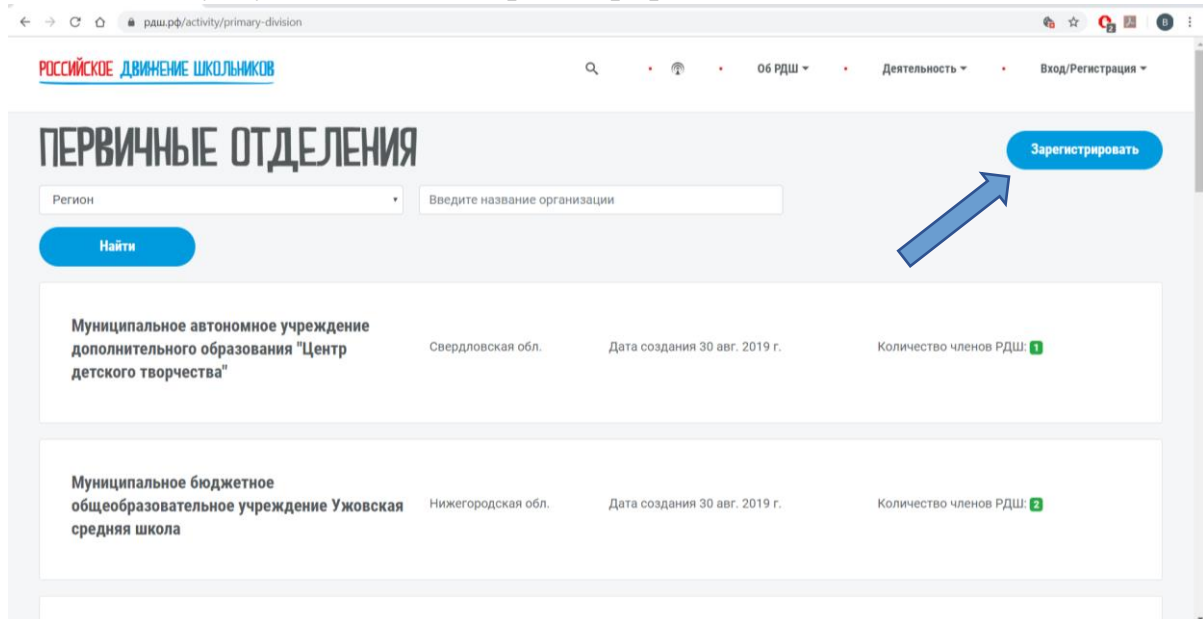 рдш.рф/activity/primary-division
2
B
РОССИЙСКОЕ ДВИЖЕНИЕ ШКОЛЬНИКОВ
Об РДШ
Деятельность
Вход/Регистрация
ПЕРВИЧНЫЕ ОТДЕЛЕНИЯ
Зарегистрировать
Регион
Введите название организации
Найти
Муниципальное автономное учреждение
дополнительного образования "Центр
детского творчества"
Свердловская обл.
Дата создания 30 авг. 2019 г.
Количество членов РДШ: 1
Муниципальное бюджетное
общеобразовательное учреждение Ужовская
средняя школа
Нижегородская обл.
Дата создания 30 авг. 2019 г.
Количество членов РДШ: 2